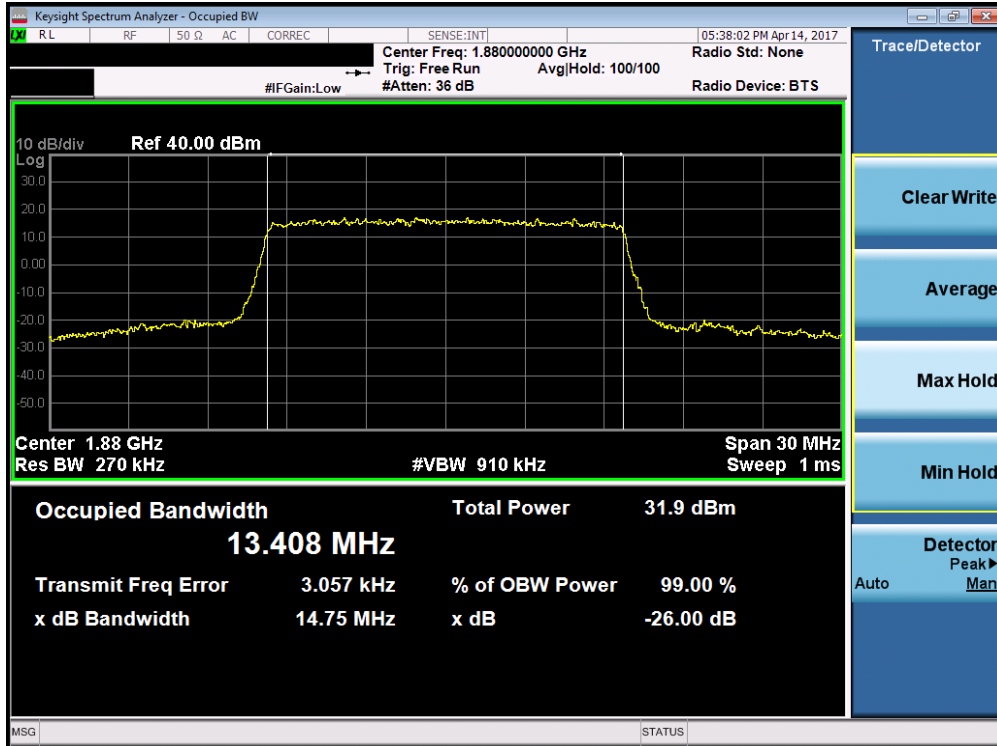 Keysight Spectrum Analyzer - Occupied BW
LXI RL RF 50 Ω AC CORREC SENSE:INT 05:38:02 PM Apr 14, 2017
Center Freq: 1.880000000 GHz Radio Std: None
Trig: Free Run Avg|Hold: 100/100
#IFGain:Low #Atten: 36 dB Radio Device: BTS
10 dB/div Ref 40.00 dBm
Log
30.0
20.0
10.0
0.00
-10.0
-20.0
-30.0
-40.0
-50.0
Center 1.88 GHz Span 30 MHz
Res BW 270 kHz #VBW 910 kHz Sweep 1 ms
Occupied Bandwidth Total Power 31.9 dBm
13.408 MHz
Transmit Freq Error 3.057 kHz % of OBW Power 99.00 %
x dB Bandwidth 14.75 MHz x dB -26.00 dB
MSG STATUS
Trace/Detector
Clear Write
Average
Max Hold
Min Hold
Detector
Peak▶
Auto Man